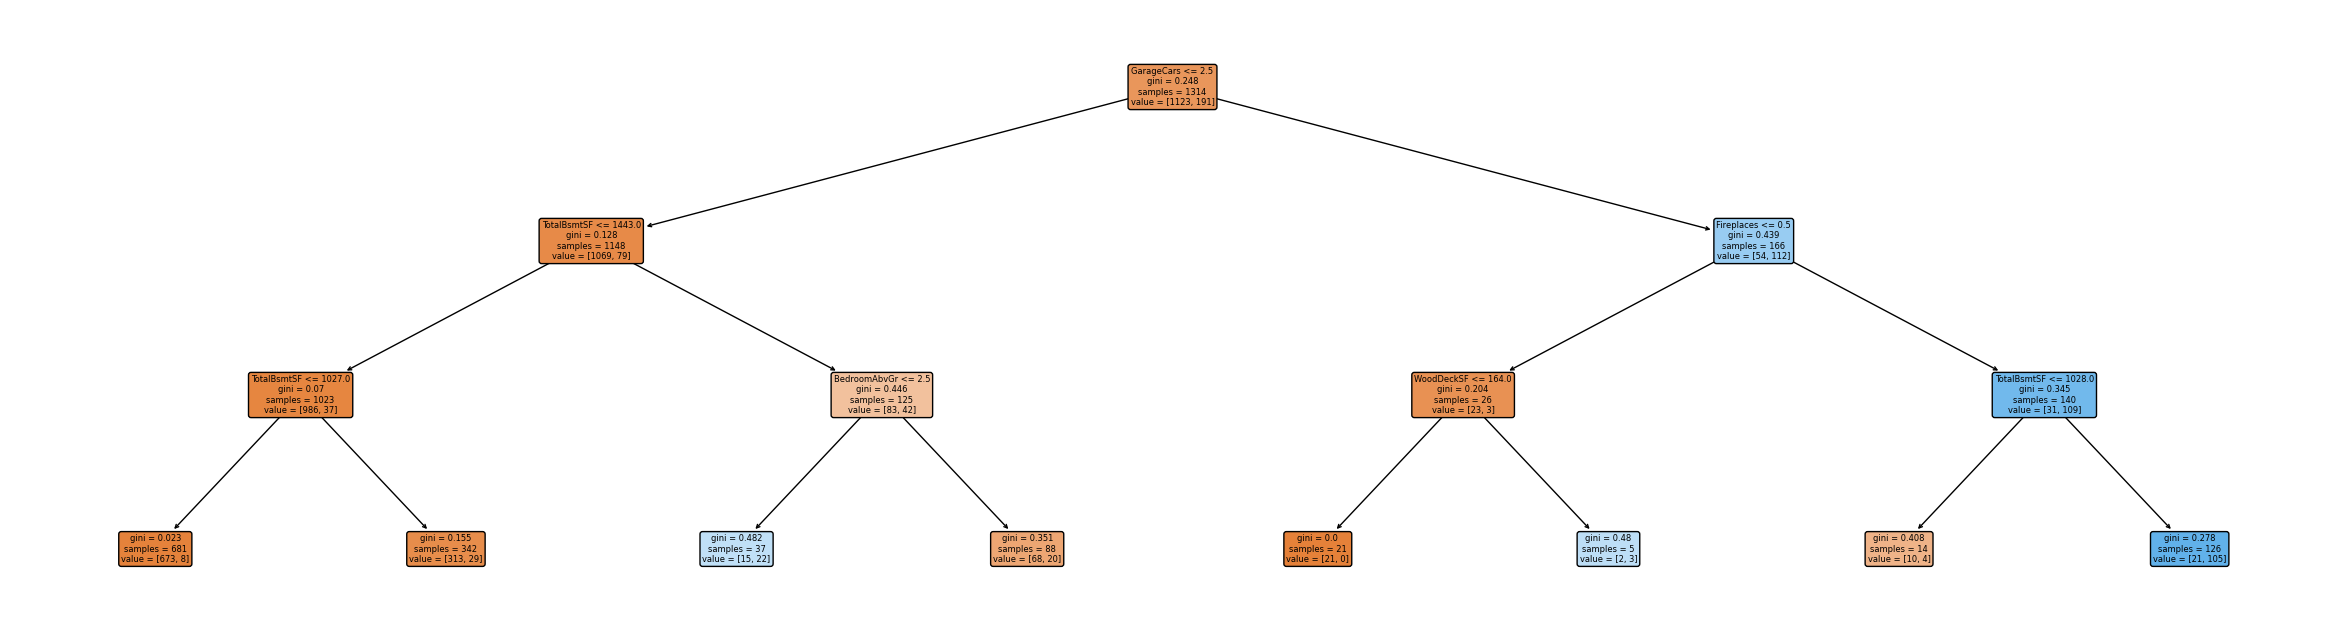 GarageCars <= 2.5
gini = 0.248
samples = 1314
value = [1123, 191]
TotalBsmtSF <= 1443.0
gini = 0.128
samples = 1148
value = [1069, 79]
Fireplaces <= 0.5
gini = 0.439
samples = 166
value = [54, 112]
TotalBsmtSF <= 1027.0
gini = 0.07
samples = 1023
value = [986, 37]
BedroomAbvGr <= 2.5
gini = 0.446
samples = 125
value = [83, 42]
WoodDeckSF <= 164.0
gini = 0.204
samples = 26
value = [23, 3]
TotalBsmtSF <= 1028.0
gini = 0.345
samples = 140
value = [31, 109]
gini = 0.023
samples = 681
value = [673, 8]
gini = 0.155
samples = 342
value = [313, 29]
gini = 0.482
samples = 37
value = [15, 22]
gini = 0.351
samples = 88
value = [68, 20]
gini = 0.0
samples = 21
value = [21, 0]
gini = 0.48
samples = 5
value = [2, 3]
gini = 0.408
samples = 14
value = [10, 4]
gini = 0.278
samples = 126
value = [21, 105]